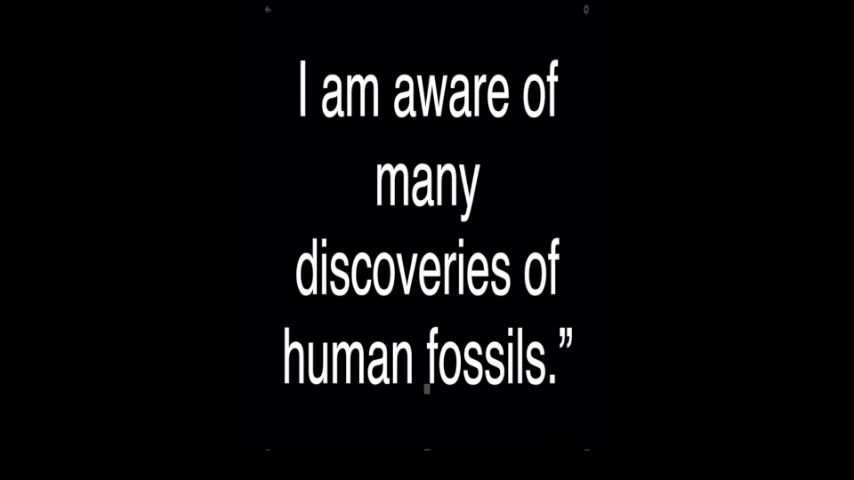 I am aware of
many
discoveries of
human fossils.”